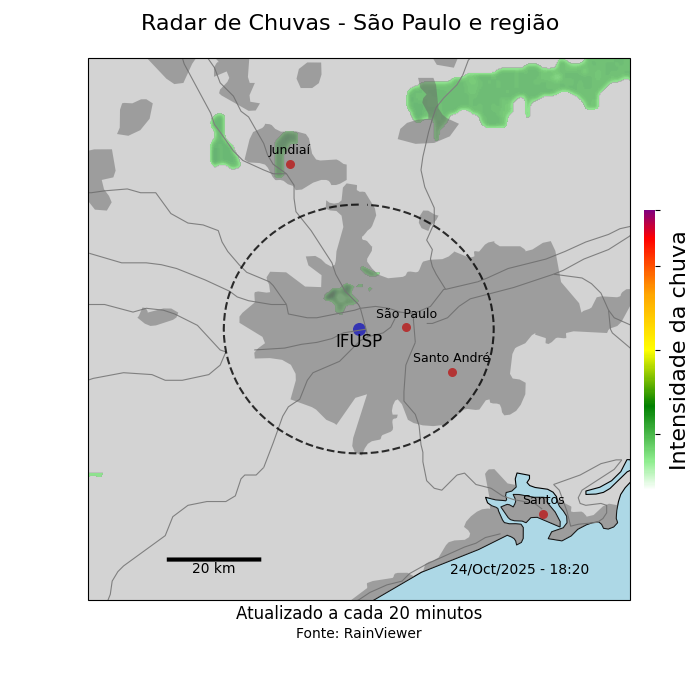 Radar de Chuvas - São Paulo e região
Jundiaí
São Paulo
IFUSP
Santo André
Intensidade da chuva
Santos
20 km
24/Oct/2025 - 18:20
Atualizado a cada 20 minutos
Fonte: RainViewer